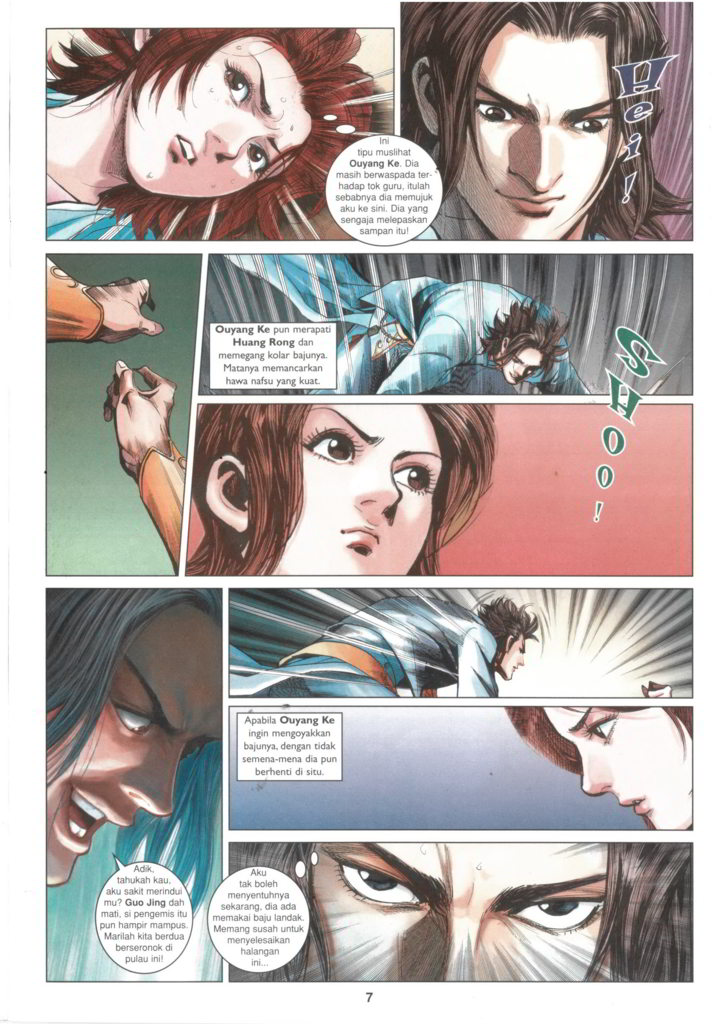 Hei!
Ini
tipu muslihat
Ouyang Ke. Dia
masih berwaspada ter-
hadap tok guru, itulah
sebabnya dia memujuk
aku ke sini. Dia yang
sengaja melepaskan
sampan itu!
Ouyang Ke pun merapati
Huang Rong dan
memegang kolar bajunya.
Matanya memancarkan
hawa nafsu yang kuat.
SHOO!
Apabila Ouyang Ke
ingin mengoyakkan
bajunya, dengan tidak
semena-mena dia pun
berhenti di situ.
Adik,
tahukah kau,
aku sakit merindui
mu? Guo Jing dah
mati, si pengemis itu
pun hampir mampus.
Marilah kita berdua
berseronok di
pulau ini!
Aku
tak boleh
menyentuhnya
sekarang, dia ada
memakai baju landak.
Memang susah untuk
menyelesaikan
halangan
ini...
7